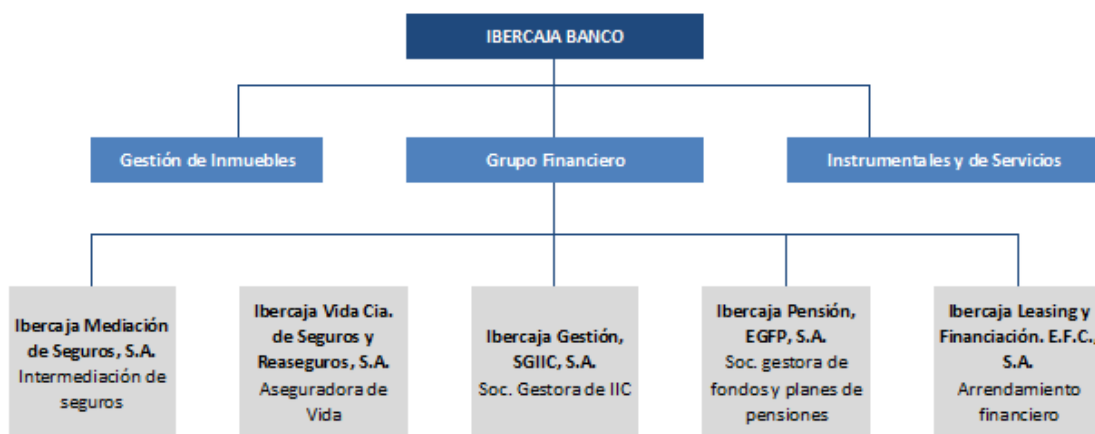 IBERCAJA BANCO
Gestión de Inmuebles
Grupo Financiero
Instrumentales y de Servicios
Ibercaja Mediación
de Seguros, S.A.
Intermediación de
seguros
Ibercaja Vida Cia.
de Seguros y
Reaseguros, S.A.
Aseguradora de
Vida
Ibercaja Gestión,
SGIIC, S.A.
Soc. Gestora de IIC
Ibercaja Pensión,
EGFP, S.A.
Soc. gestora de
fondos y planes de
pensiones
Ibercaja Leasing y
Financiación. E.F.C.,
S.A.
Arrendamiento
financiero